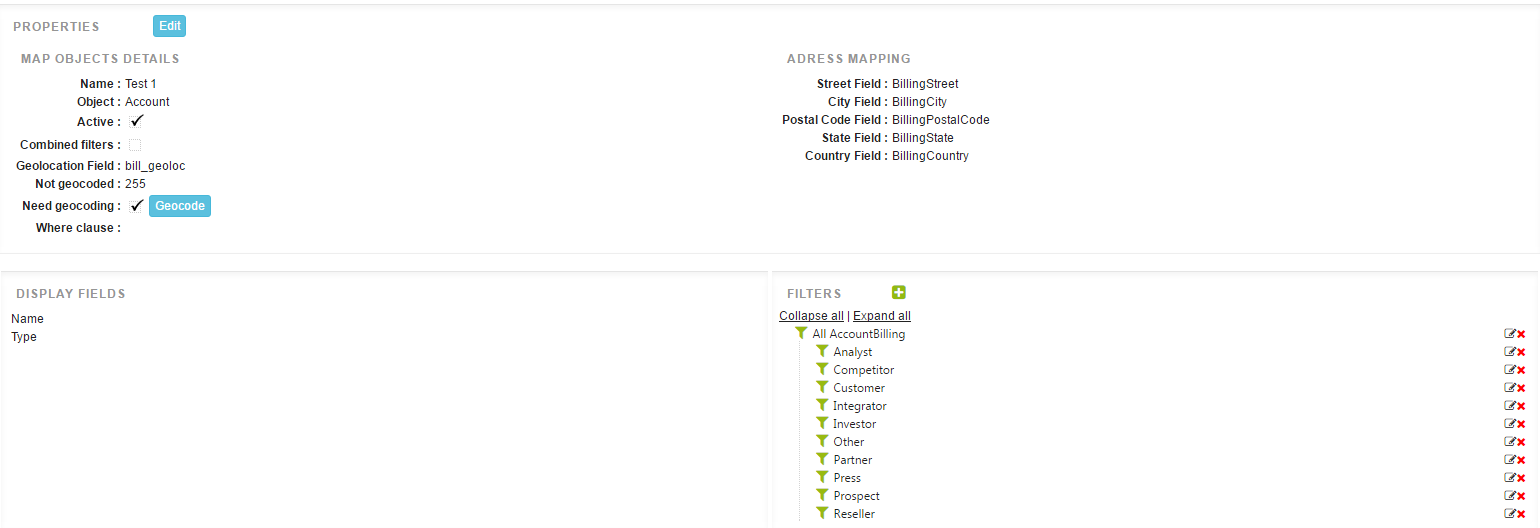 PROPERTIES Edit
MAP OBJECTS DETAILS
Name : Test 1
Object : Account
Active :
Combined filters :
Geolocation Field : bill_geoloc
Not geocoded : 255
Need geocoding : Geocode
Where clause :
ADRESS MAPPING
Street Field : BillingStreet
City Field : BillingCity
Postal Code Field : BillingPostalCode
State Field : BillingState
Country Field : BillingCountry
DISPLAY FIELDS
Name
Type
FILTERS
Collapse all | Expand all
All AccountBilling
Analyst
Competitor
Customer
Integrator
Investor
Other
Partner
Press
Prospect
Reseller